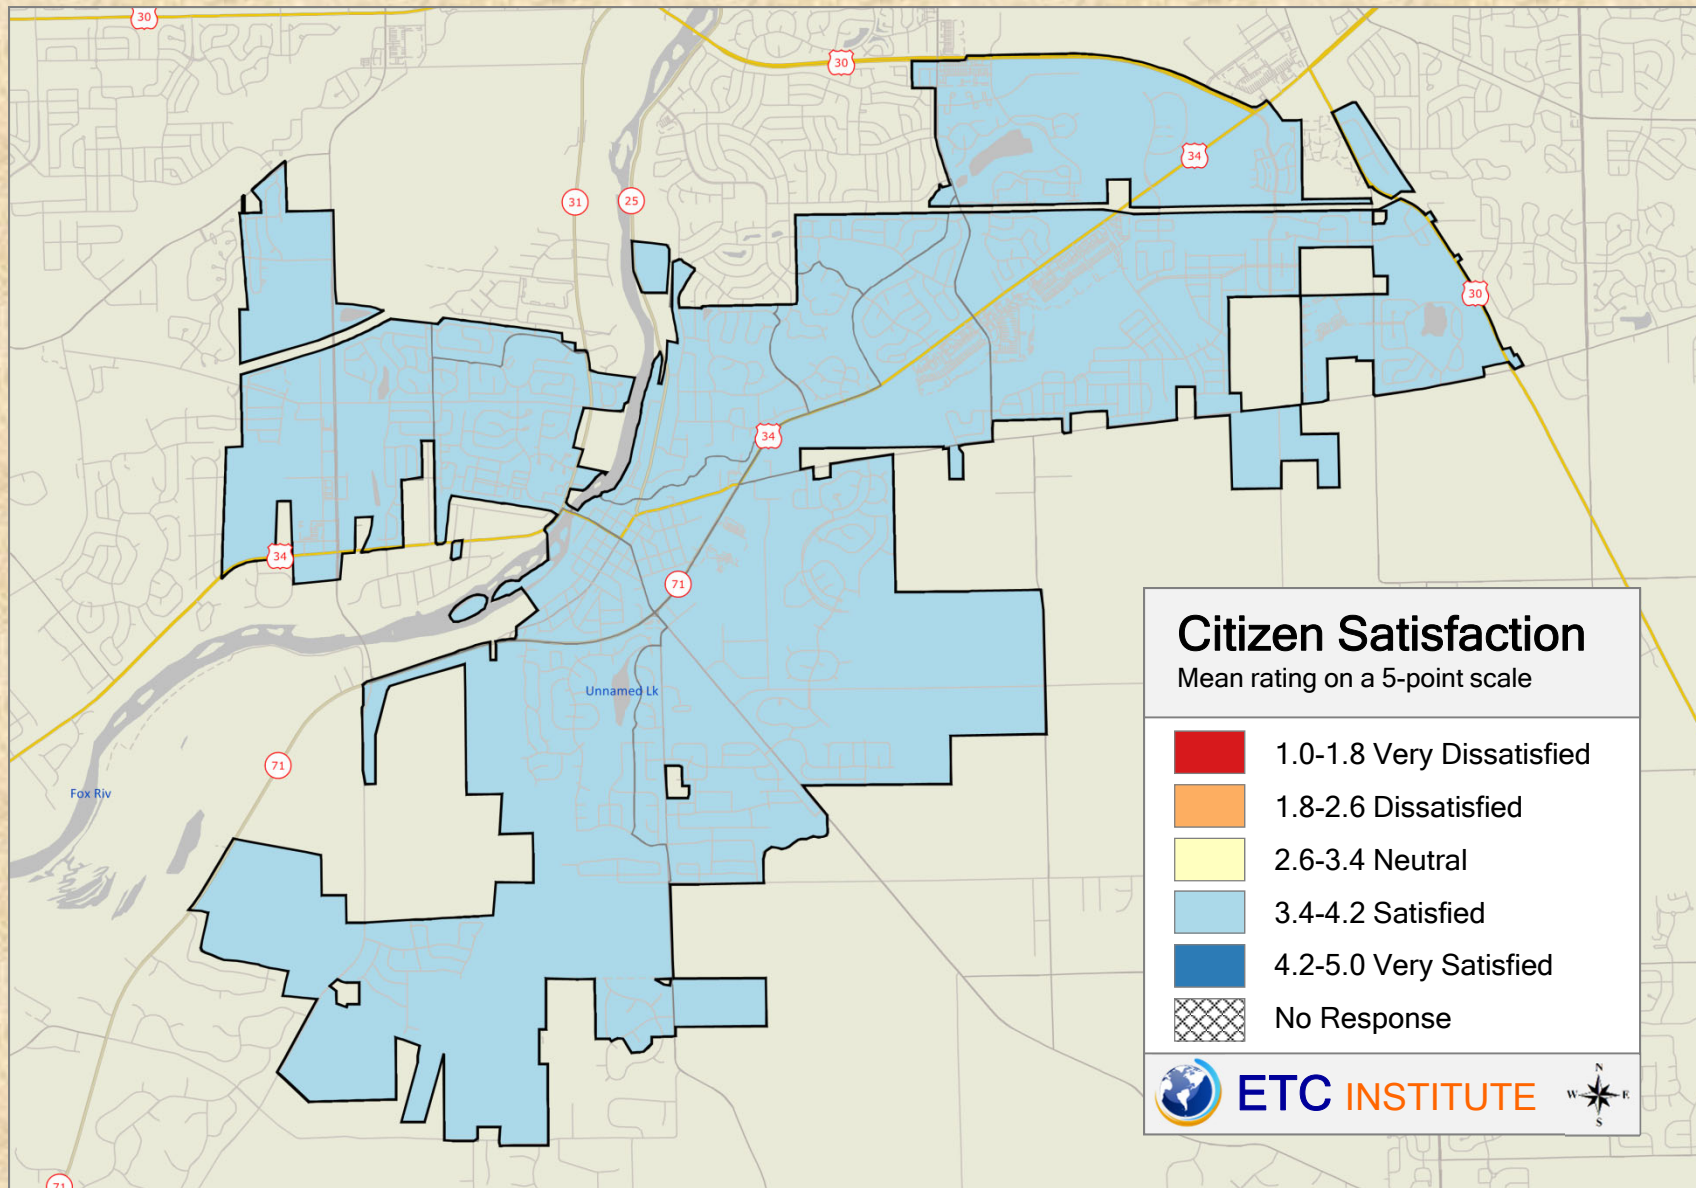 30
30
34
31
25
30
34
34
71
Unnamed Lk
71
Fox Riv
71
Citizen Satisfaction
Mean rating on a 5-point scale
1.0-1.8 Very Dissatisfied
1.8-2.6 Dissatisfied
2.6-3.4 Neutral
3.4-4.2 Satisfied
4.2-5.0 Very Satisfied
No Response
ETC INSTITUTE
N
W E
S